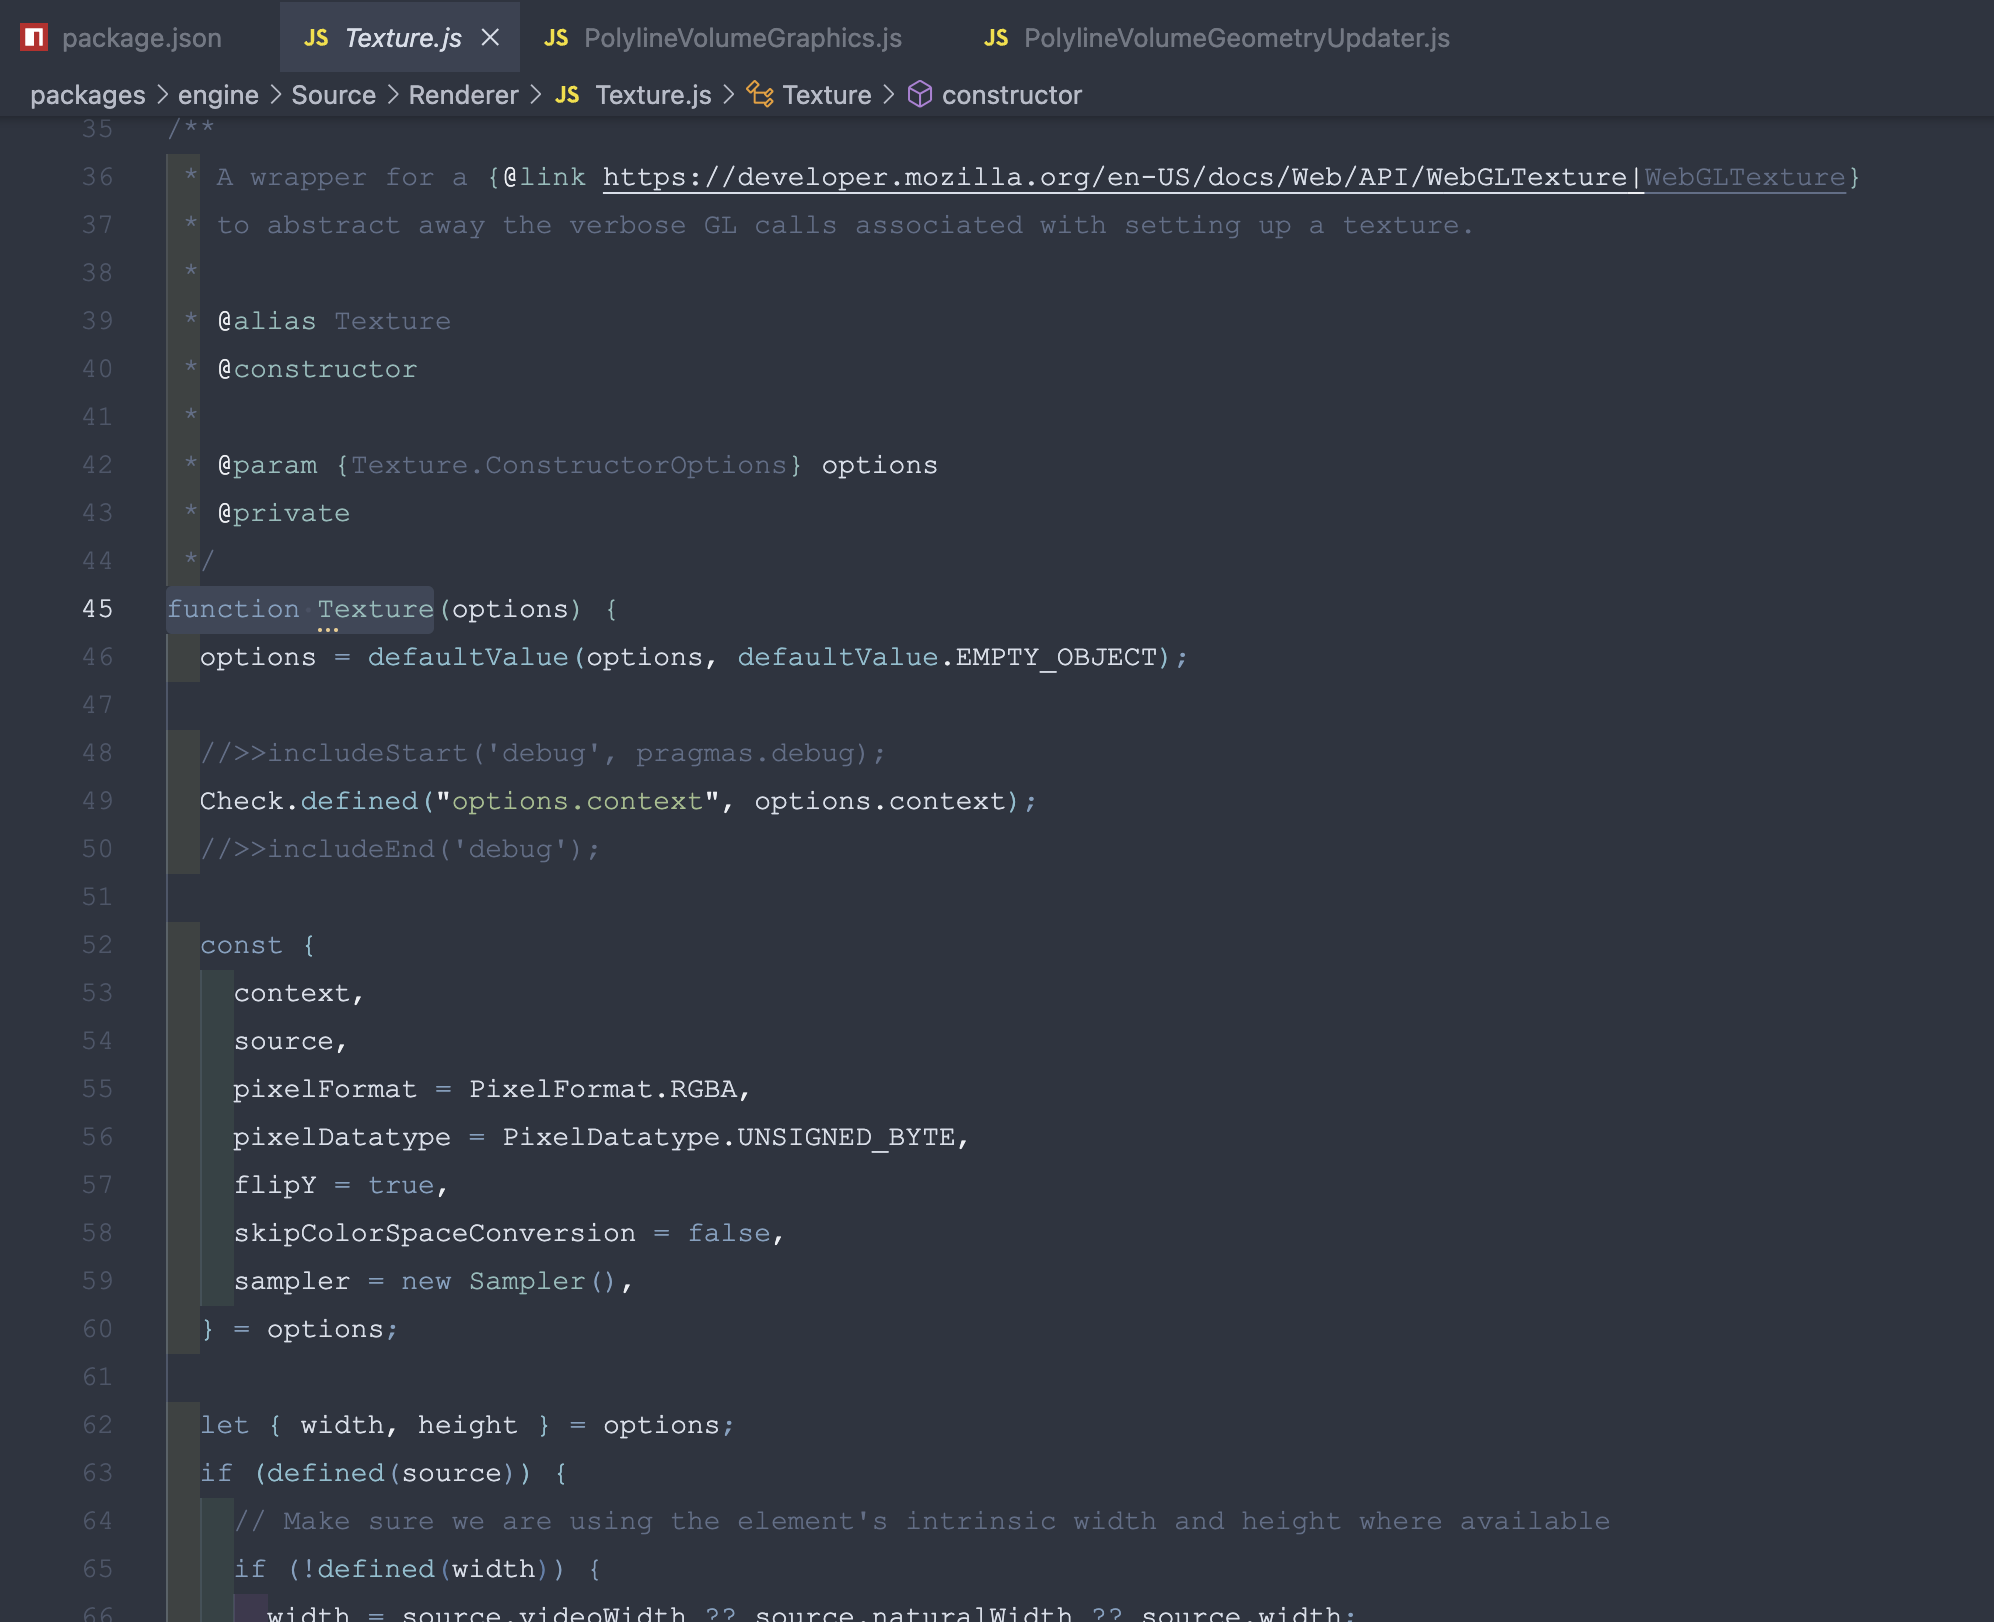 package.json JS Texture.js JS PolylineVolumeGraphics.js JS PolylineVolumeGeometryUpdater.js
packages > engine > Source > Renderer > JS Texture.js > Texture > constructor
35 /**
36 * A wrapper for a {@link https://developer.mozilla.org/en-US/docs/Web/API/WebGLTexture|WebGLTexture}
37 * to abstract away the verbose GL calls associated with setting up a texture.
38 *
39 * @alias Texture
40 * @constructor
41 *
42 * @param {Texture.ConstructorOptions} options
43 * @private
44 */
45 function Texture(options) {
46 options = defaultValue(options, defaultValue.EMPTY_OBJECT);
47
48 //>>includeStart('debug', pragmas.debug);
49 Check.defined("options.context", options.context);
50 //>>includeEnd('debug');
51
52 const {
53 context,
54 source,
55 pixelFormat = PixelFormat.RGBA,
56 pixelDatatype = PixelDatatype.UNSIGNED_BYTE,
57 flipY = true,
58 skipColorSpaceConversion = false,
59 sampler = new Sampler(),
60 } = options;
61
62 let { width, height } = options;
63 if (defined(source)) {
64 // Make sure we are using the element's intrinsic width and height where available
65 if (!defined(width)) {
66 width = source.videoWidth ?? source.naturalWidth ?? source.width;